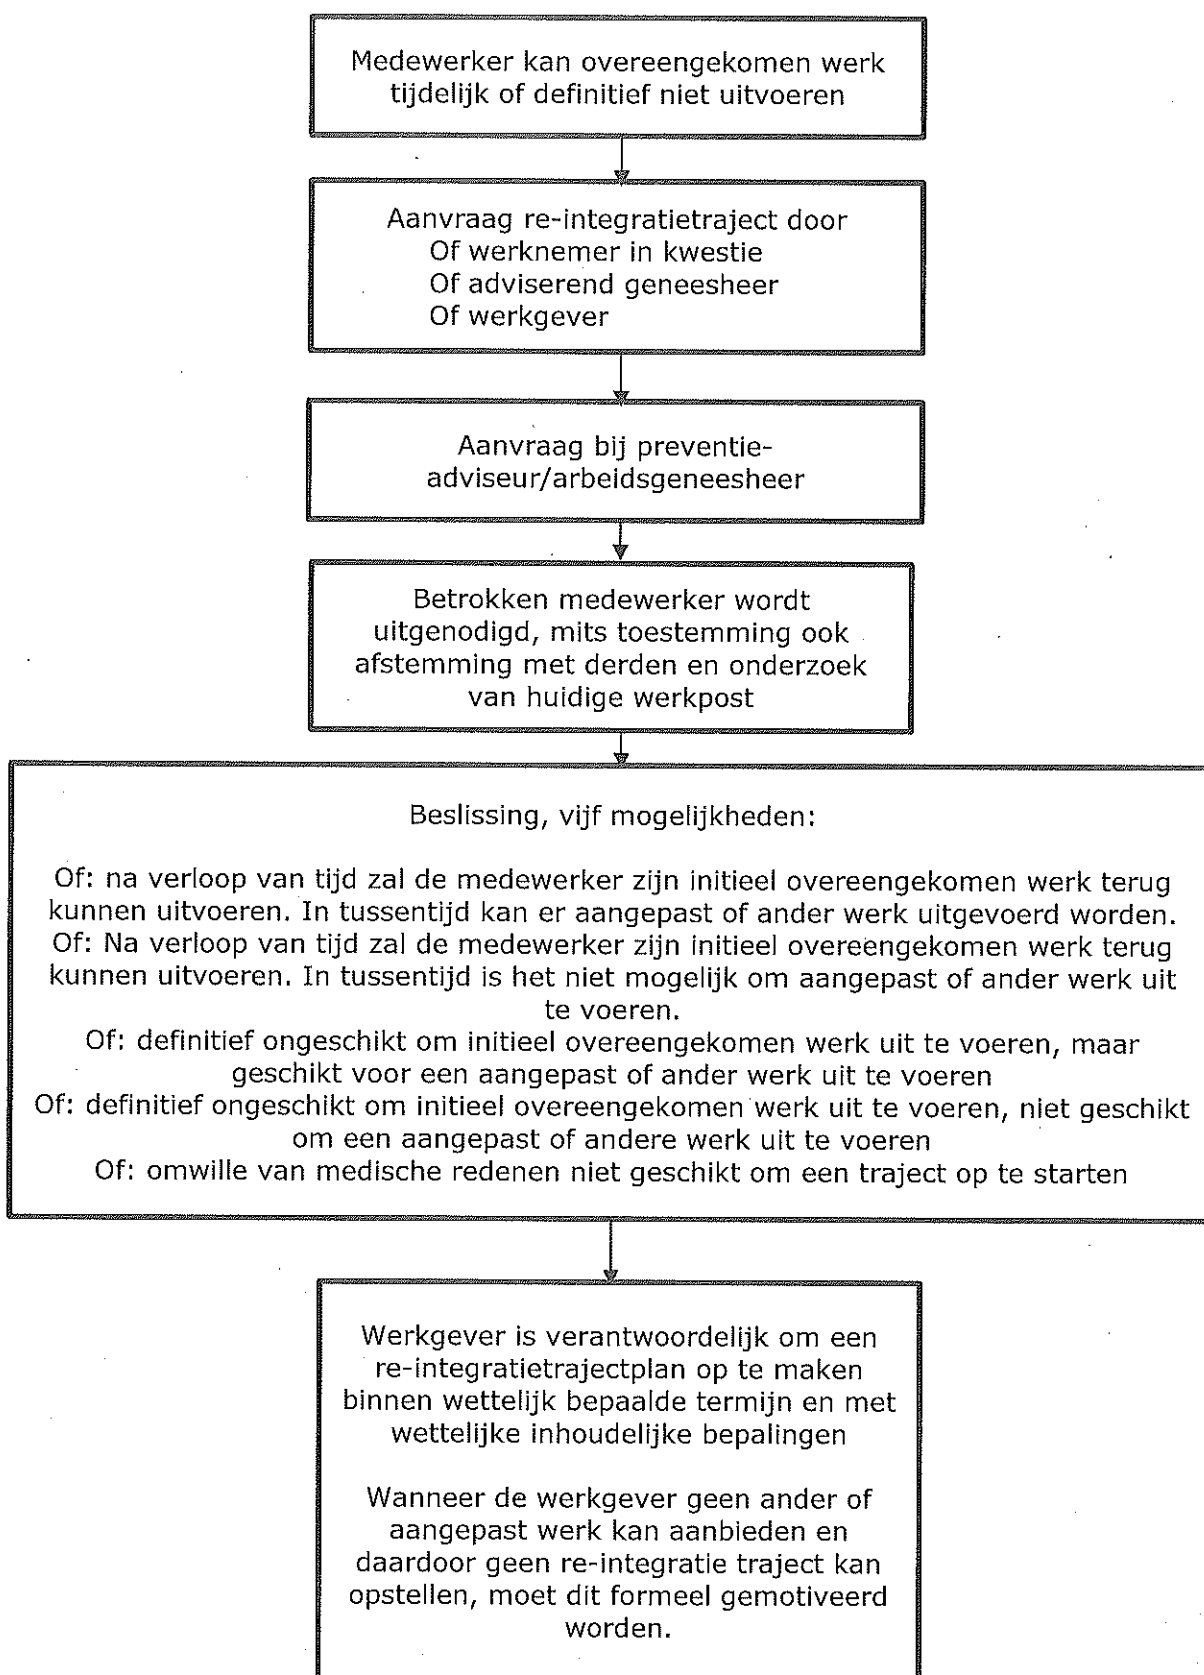 Medewerker kan overeengekomen werk
tijdelijk of definitief niet uitvoeren
Aanvraag re-integratietraject door
Of werknemer in kwestie
Of adviserend geneesheer
Of werkgever
Aanvraag bij preventie-
adviseur/arbeidsgeneesheer
Betrokken medewerker wordt
uitgenodigd, mits toestemming ook
afstemming met derden en onderzoek
van huidige werkpost
Beslissing, vijf mogelijkheden:
Of: na verloop van tijd zal de medewerker zijn initieel overeengekomen werk terug
kunnen uitvoeren. In tussentijd kan er aangepast of ander werk uitgevoerd worden.
Of: Na verloop van tijd zal de medewerker zijn initieel overeengekomen werk terug
kunnen uitvoeren. In tussentijd is het niet mogelijk om aangepast of ander werk uit
te voeren.
Of: definitief ongeschikt om initieel overeengekomen werk uit te voeren, maar
geschikt voor een aangepast of ander werk uit te voeren
Of: definitief ongeschikt om initieel overeengekomen werk uit te voeren, niet geschikt
om een aangepast of andere werk uit te voeren
Of: omwille van medische redenen niet geschikt om een traject op te starten
Werkgever is verantwoordelijk om een
re-integratietrajectplan op te maken
binnen wettelijk bepaalde termijn en met
wettelijke inhoudelijke bepalingen
Wanneer de werkgever geen ander of
aangepast werk kan aanbieden en
daardoor geen re-integratie traject kan
opstellen, moet dit formeel gemotiveerd
worden.